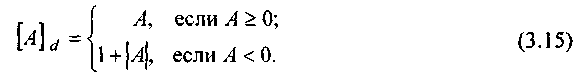 [A]_d = { A, если A ≥ 0;
1+{A}, если A < 0. (3.15)